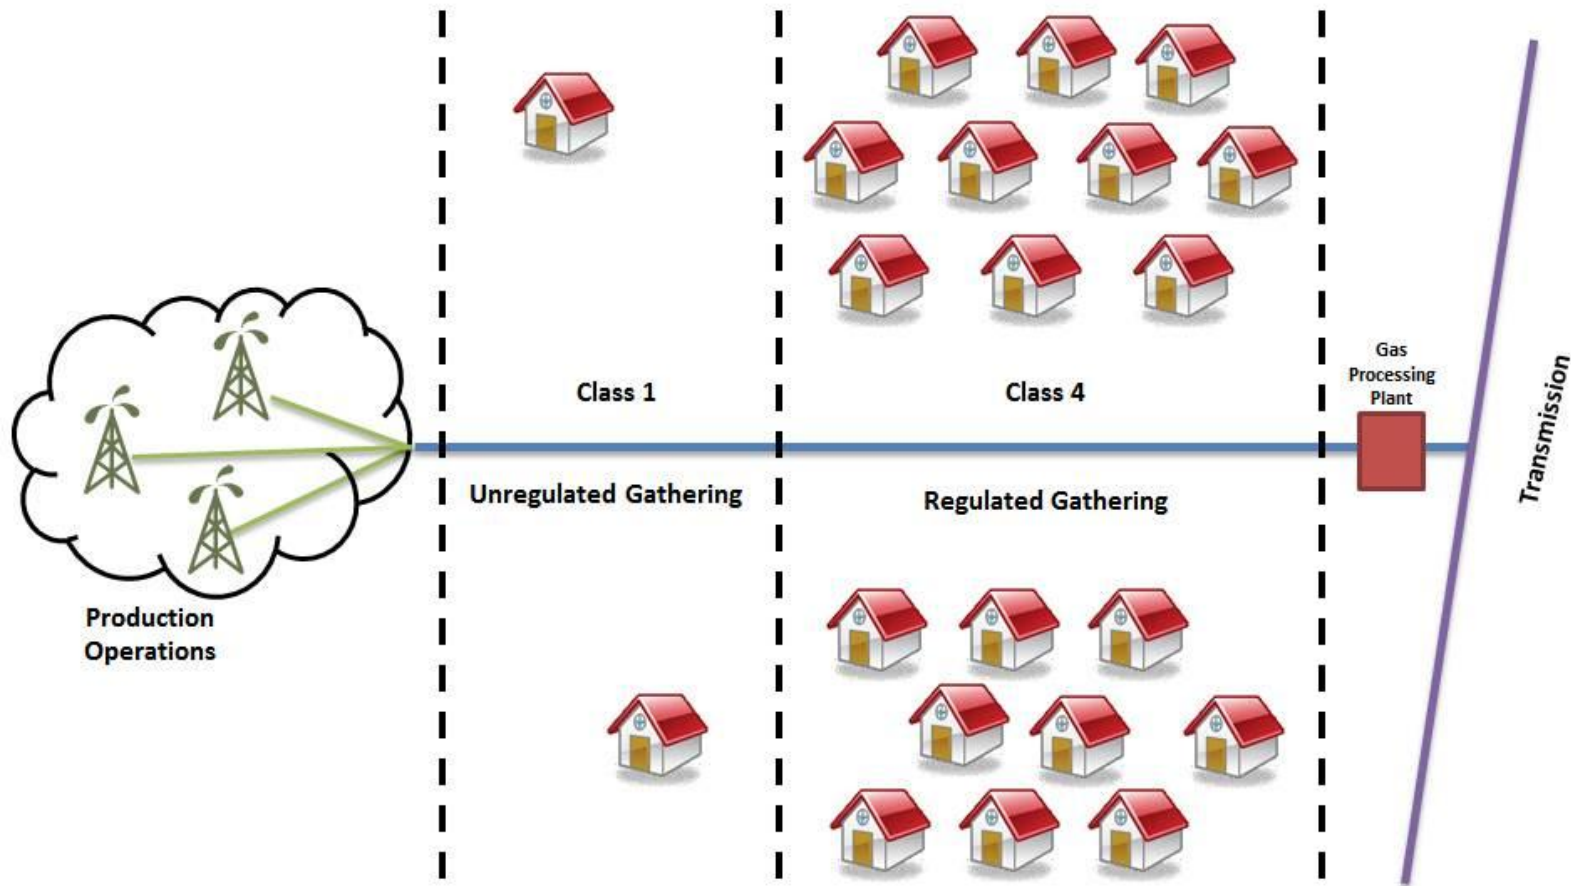 Gas
Processing
Plant
Class 1
Class 4
Transmission
Unregulated Gathering
Regulated Gathering
Production
Operations